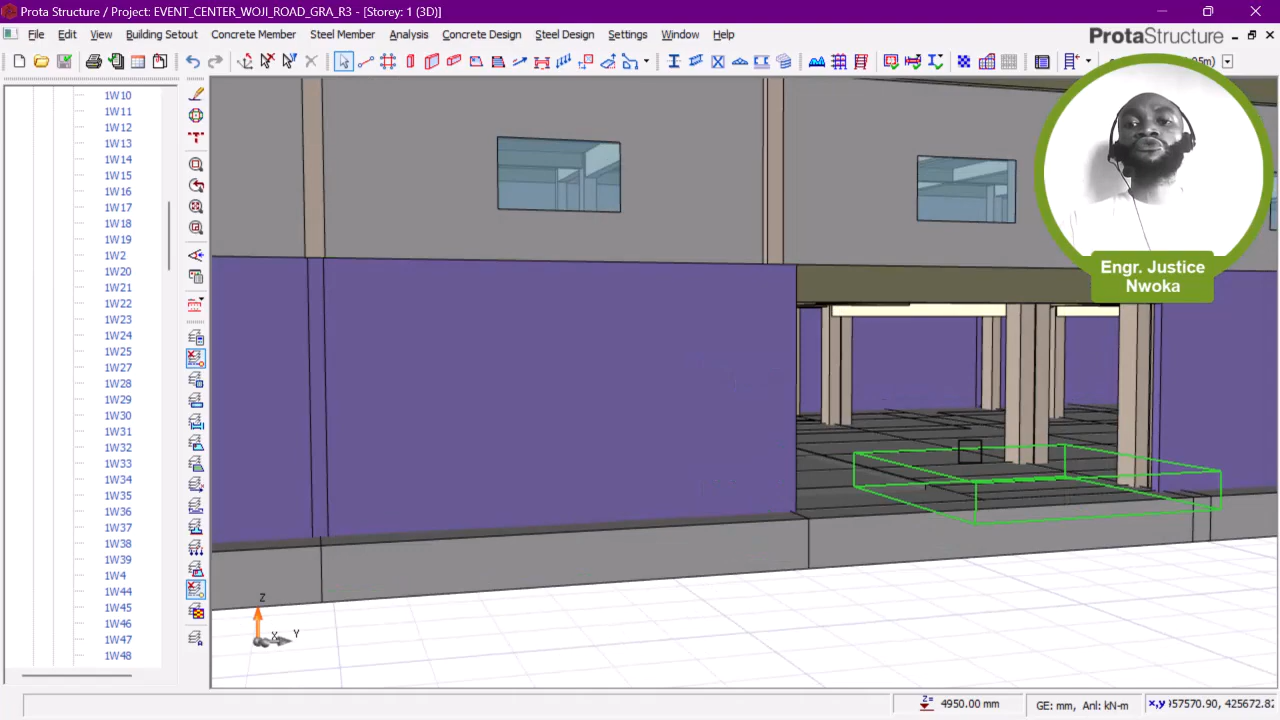 Prota Structure / Project: EVENT_CENTER_WOJI_ROAD_GRA_R3 - [Storey: 1 (3D)]
File Edit View Building Setout Concrete Member Steel Member Analysis Concrete Design Steel Design Settings Window Help
ProtaStructure
1W10
1W11
1W12
1W13
1W14
1W15
1W16
1W17
1W18
1W19
1W2
1W20
1W21
1W22
1W23
1W24
1W25
1W27
1W28
1W29
1W30
1W31
1W32
1W33
1W34
1W35
1W36
1W37
1W38
1W39
1W4
1W44
1W45
1W46
1W47
1W48
Engr. Justice
Nwoka
Z
X
Y
Z=
4950.00 mm
GE: mm, Anl: kN-m
x,y